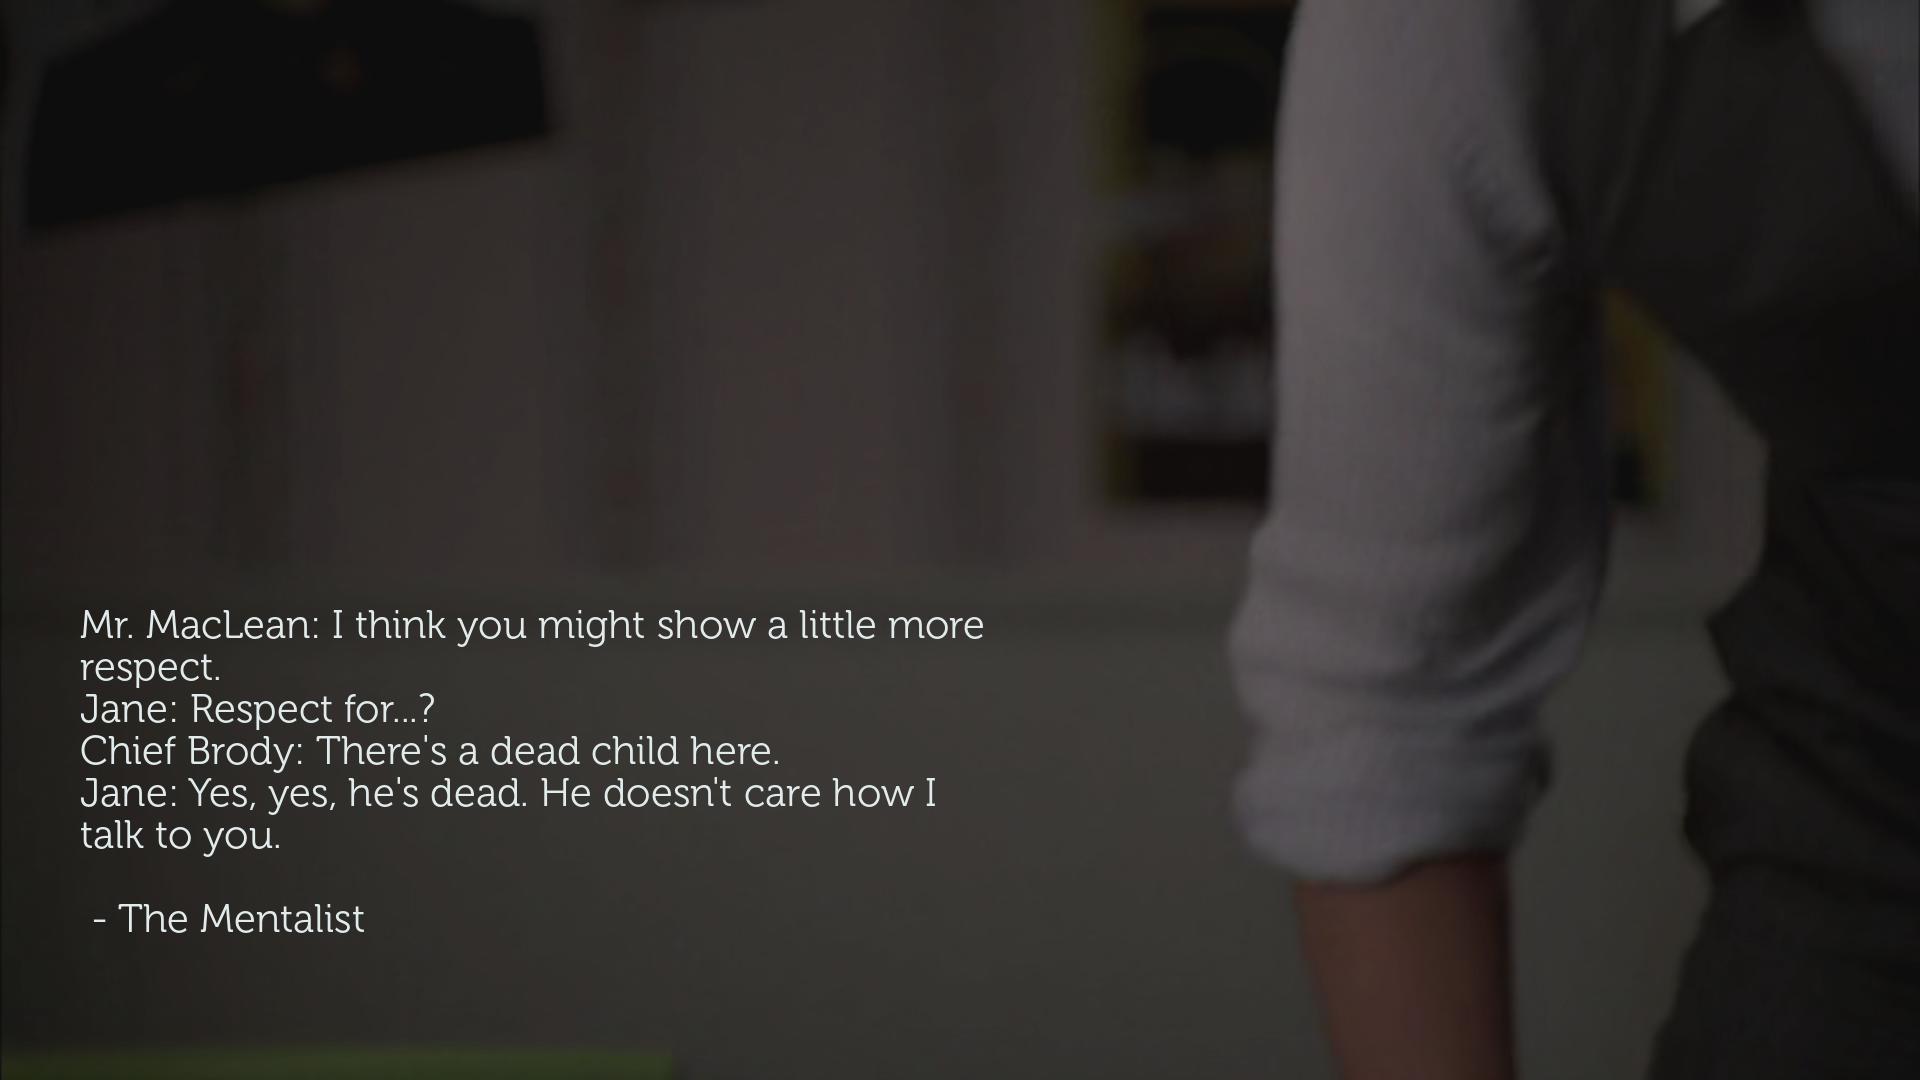 Mr. MacLean: I think you might show a little more
respect.
Jane: Respect for...?
Chief Brody: There's a dead child here.
Jane: Yes, yes, he's dead. He doesn't care how I
talk to you.
- The Mentalist